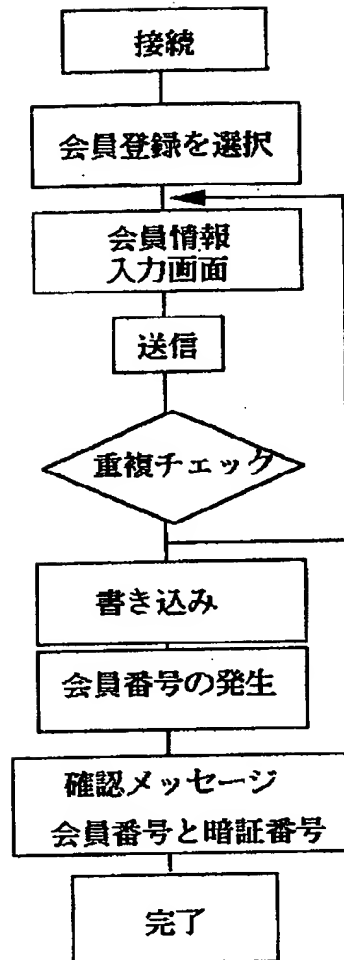 接続
会員登録を選択
会員情報
入力画面
送信
重複チェック
書き込み
会員番号の発生
確認メッセージ
会員番号と暗証番号
完了